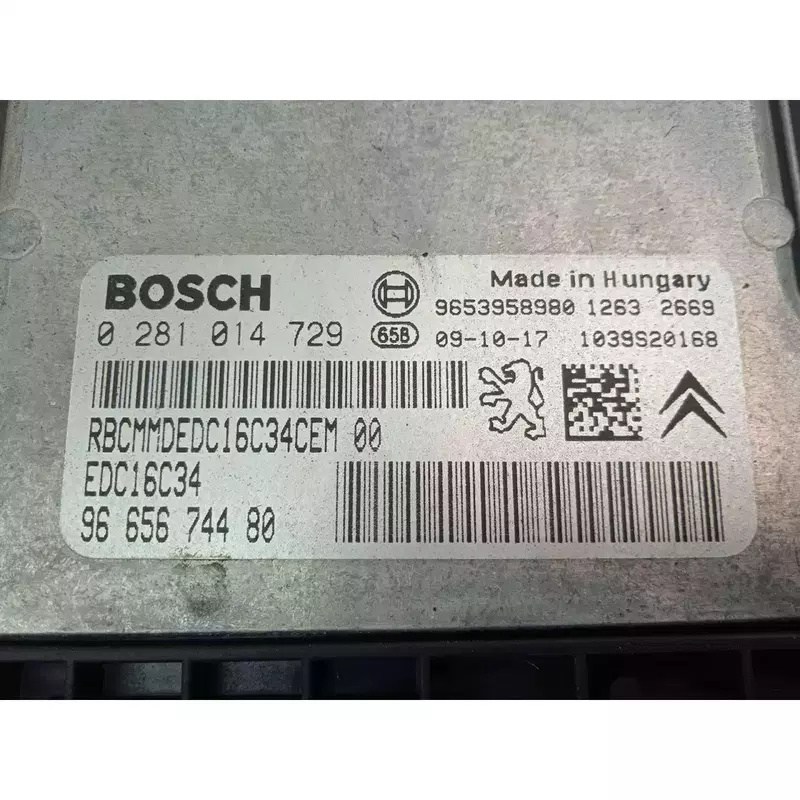 BOSCH
Made in Hungary
9653958980 1263 2669
0 281 014 729 65B 09-10-17 1039S20168
RBCMMDEDC16C34CEM 00
EDC16C34
96 656 744 80